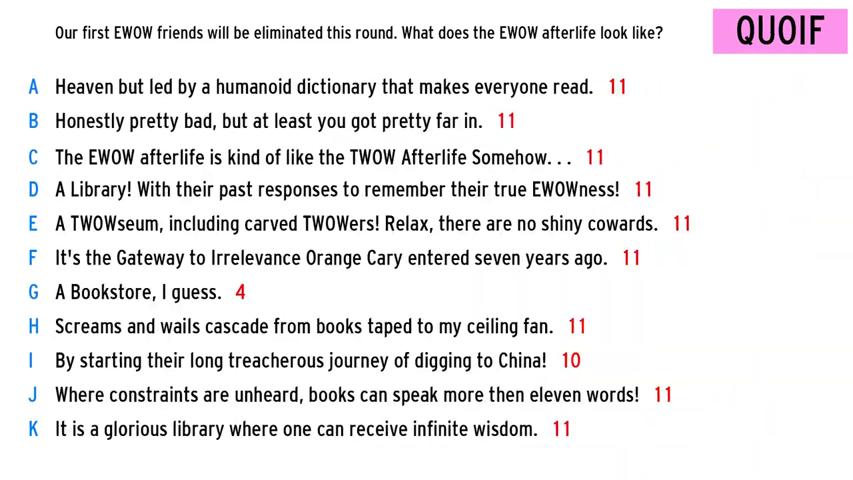 Our first EWOW friends will be eliminated this round. What does the EWOW afterlife look like?
QUOIF
A Heaven but led by a humanoid dictionary that makes everyone read. 11
B Honestly pretty bad, but at least you got pretty far in. 11
C The EWOW afterlife is kind of like the TWOW Afterlife Somehow. . . 11
D A Library! With their past responses to remember their true EWOWness! 11
E A TWOWseum, including carved TWOWers! Relax, there are no shiny cowards. 11
F It's the Gateway to Irrelevance Orange Cary entered seven years ago. 11
G A Bookstore, I guess. 4
H Screams and wails cascade from books taped to my ceiling fan. 11
I By starting their long treacherous journey of digging to China! 10
J Where constraints are unheard, books can speak more then eleven words! 11
K It is a glorious library where one can receive infinite wisdom. 11